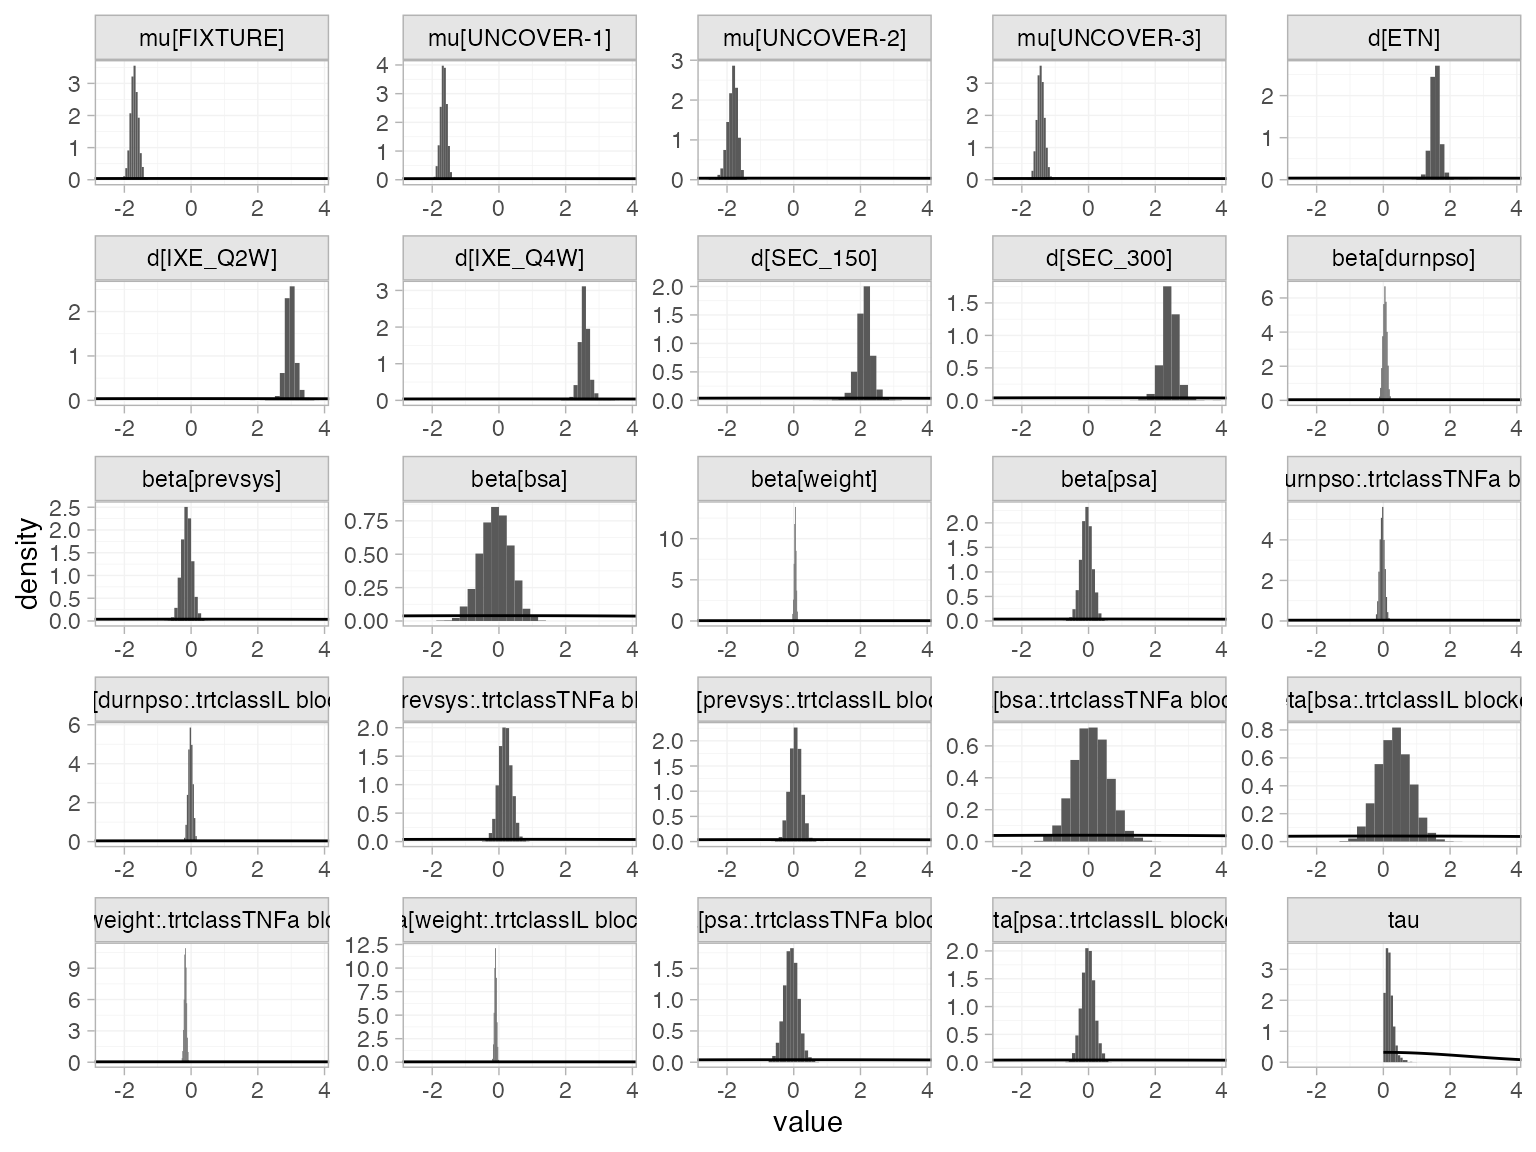 mu[FIXTURE] mu[UNCOVER-1] mu[UNCOVER-2] mu[UNCOVER-3] d[ETN]
3 2 1 0
4 3 2 1 0
3 2 1 0
3 2 1 0
2 1 0
-2 0 2 4 -2 0 2 4 -2 0 2 4 -2 0 2 4 -2 0 2 4
d[IXE_Q2W] d[IXE_Q4W] d[SEC_150] d[SEC_300] beta[durnpso]
2 1 0
3 2 1 0
2.0 1.5 1.0 0.5 0.0
1.5 1.0 0.5 0.0
6 4 2 0
-2 0 2 4 -2 0 2 4 -2 0 2 4 -2 0 2 4 -2 0 2 4
beta[prevsys] beta[bsa] beta[weight] beta[psa] urnpso:.trtclassTNFa b
2.5 2.0 1.5 1.0 0.5 0.0
0.75 0.50 0.25 0.00
10 5 0
2.0 1.5 1.0 0.5 0.0
4 2 0
-2 0 2 4 -2 0 2 4 -2 0 2 4 -2 0 2 4 -2 0 2 4
[durnpso:.trtclassIL bloc revsys:.trtclassTNFa bl [prevsys:.trtclassIL bloc [bsa:.trtclassTNFa bloc ta[bsa:.trtclassIL blocke
6 4 2 0
2.0 1.5 1.0 0.5 0.0
2.0 1.5 1.0 0.5 0.0
0.6 0.4 0.2 0.0
0.8 0.6 0.4 0.2 0.0
-2 0 2 4 -2 0 2 4 -2 0 2 4 -2 0 2 4 -2 0 2 4
weight:.trtclassTNFa blo a[weight:.trtclassIL bloc [psa:.trtclassTNFa bloc ta[psa:.trtclassIL blocke tau
9 6 3 0
12.5 10.0 7.5 5.0 2.5 0.0
1.5 1.0 0.5 0.0
2.0 1.5 1.0 0.5 0.0
3 2 1 0
-2 0 2 4 -2 0 2 4 -2 0 2 4 -2 0 2 4 -2 0 2 4
density
value